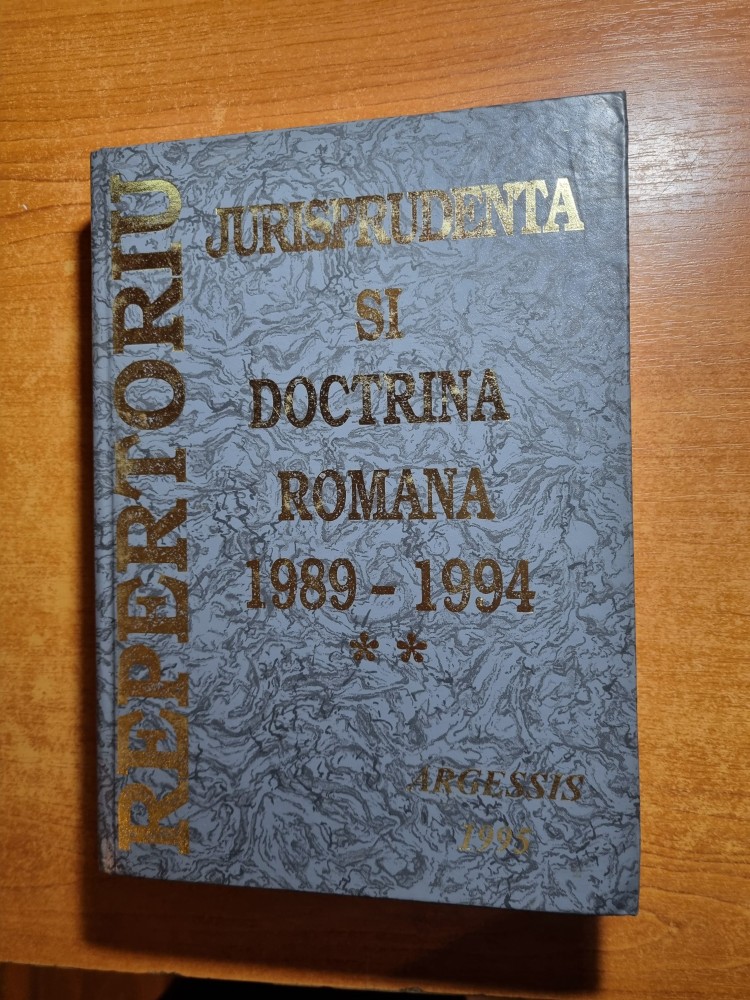 REPERTORIU
JURISPRUDENTA
SI
DOCTRINA
ROMANA
1989 - 1994
* *
ARGESSIS
1995